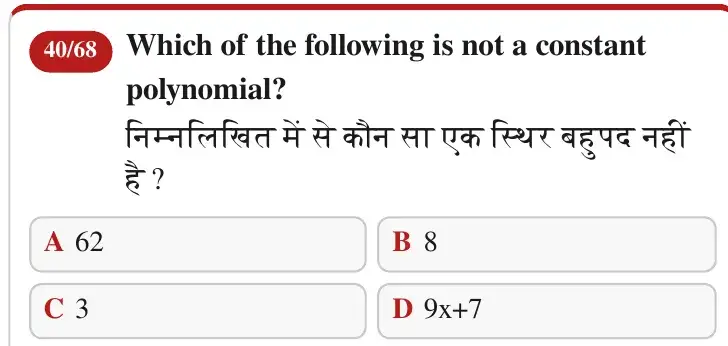 40/68 Which of the following is not a constant
polynomial?
निम्नलिखित में से कौन सा एक स्थिर बहुपद नहीं
है ?
A 62 B 8
C 3 D 9x+7